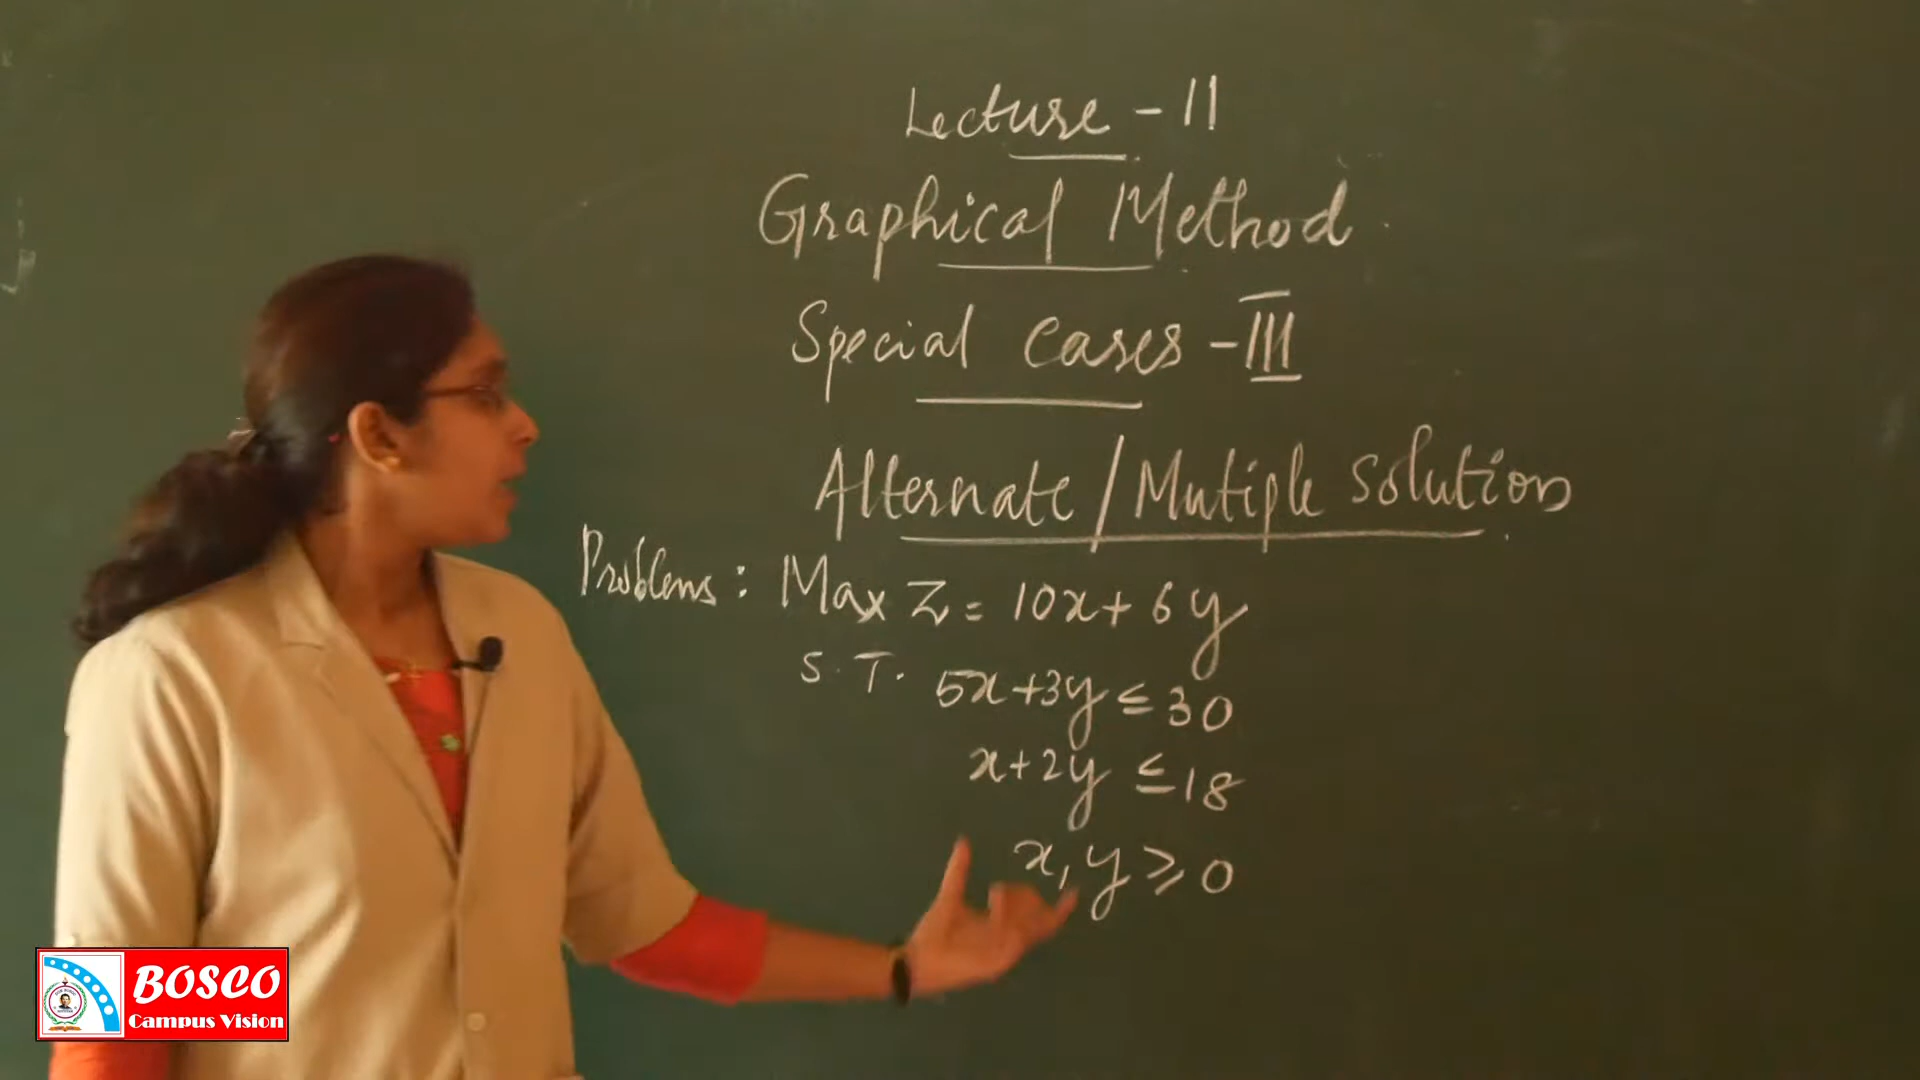 Lecture - 11
Graphical Method
Special Cases - III
Alternate / Mutiple Solutions
Problems : Max Z = 10x + 6y
S.T. 5x + 3y ≤ 30
x + 2y ≤ 18
x, y ≥ 0
BOSCO
Campus Vision